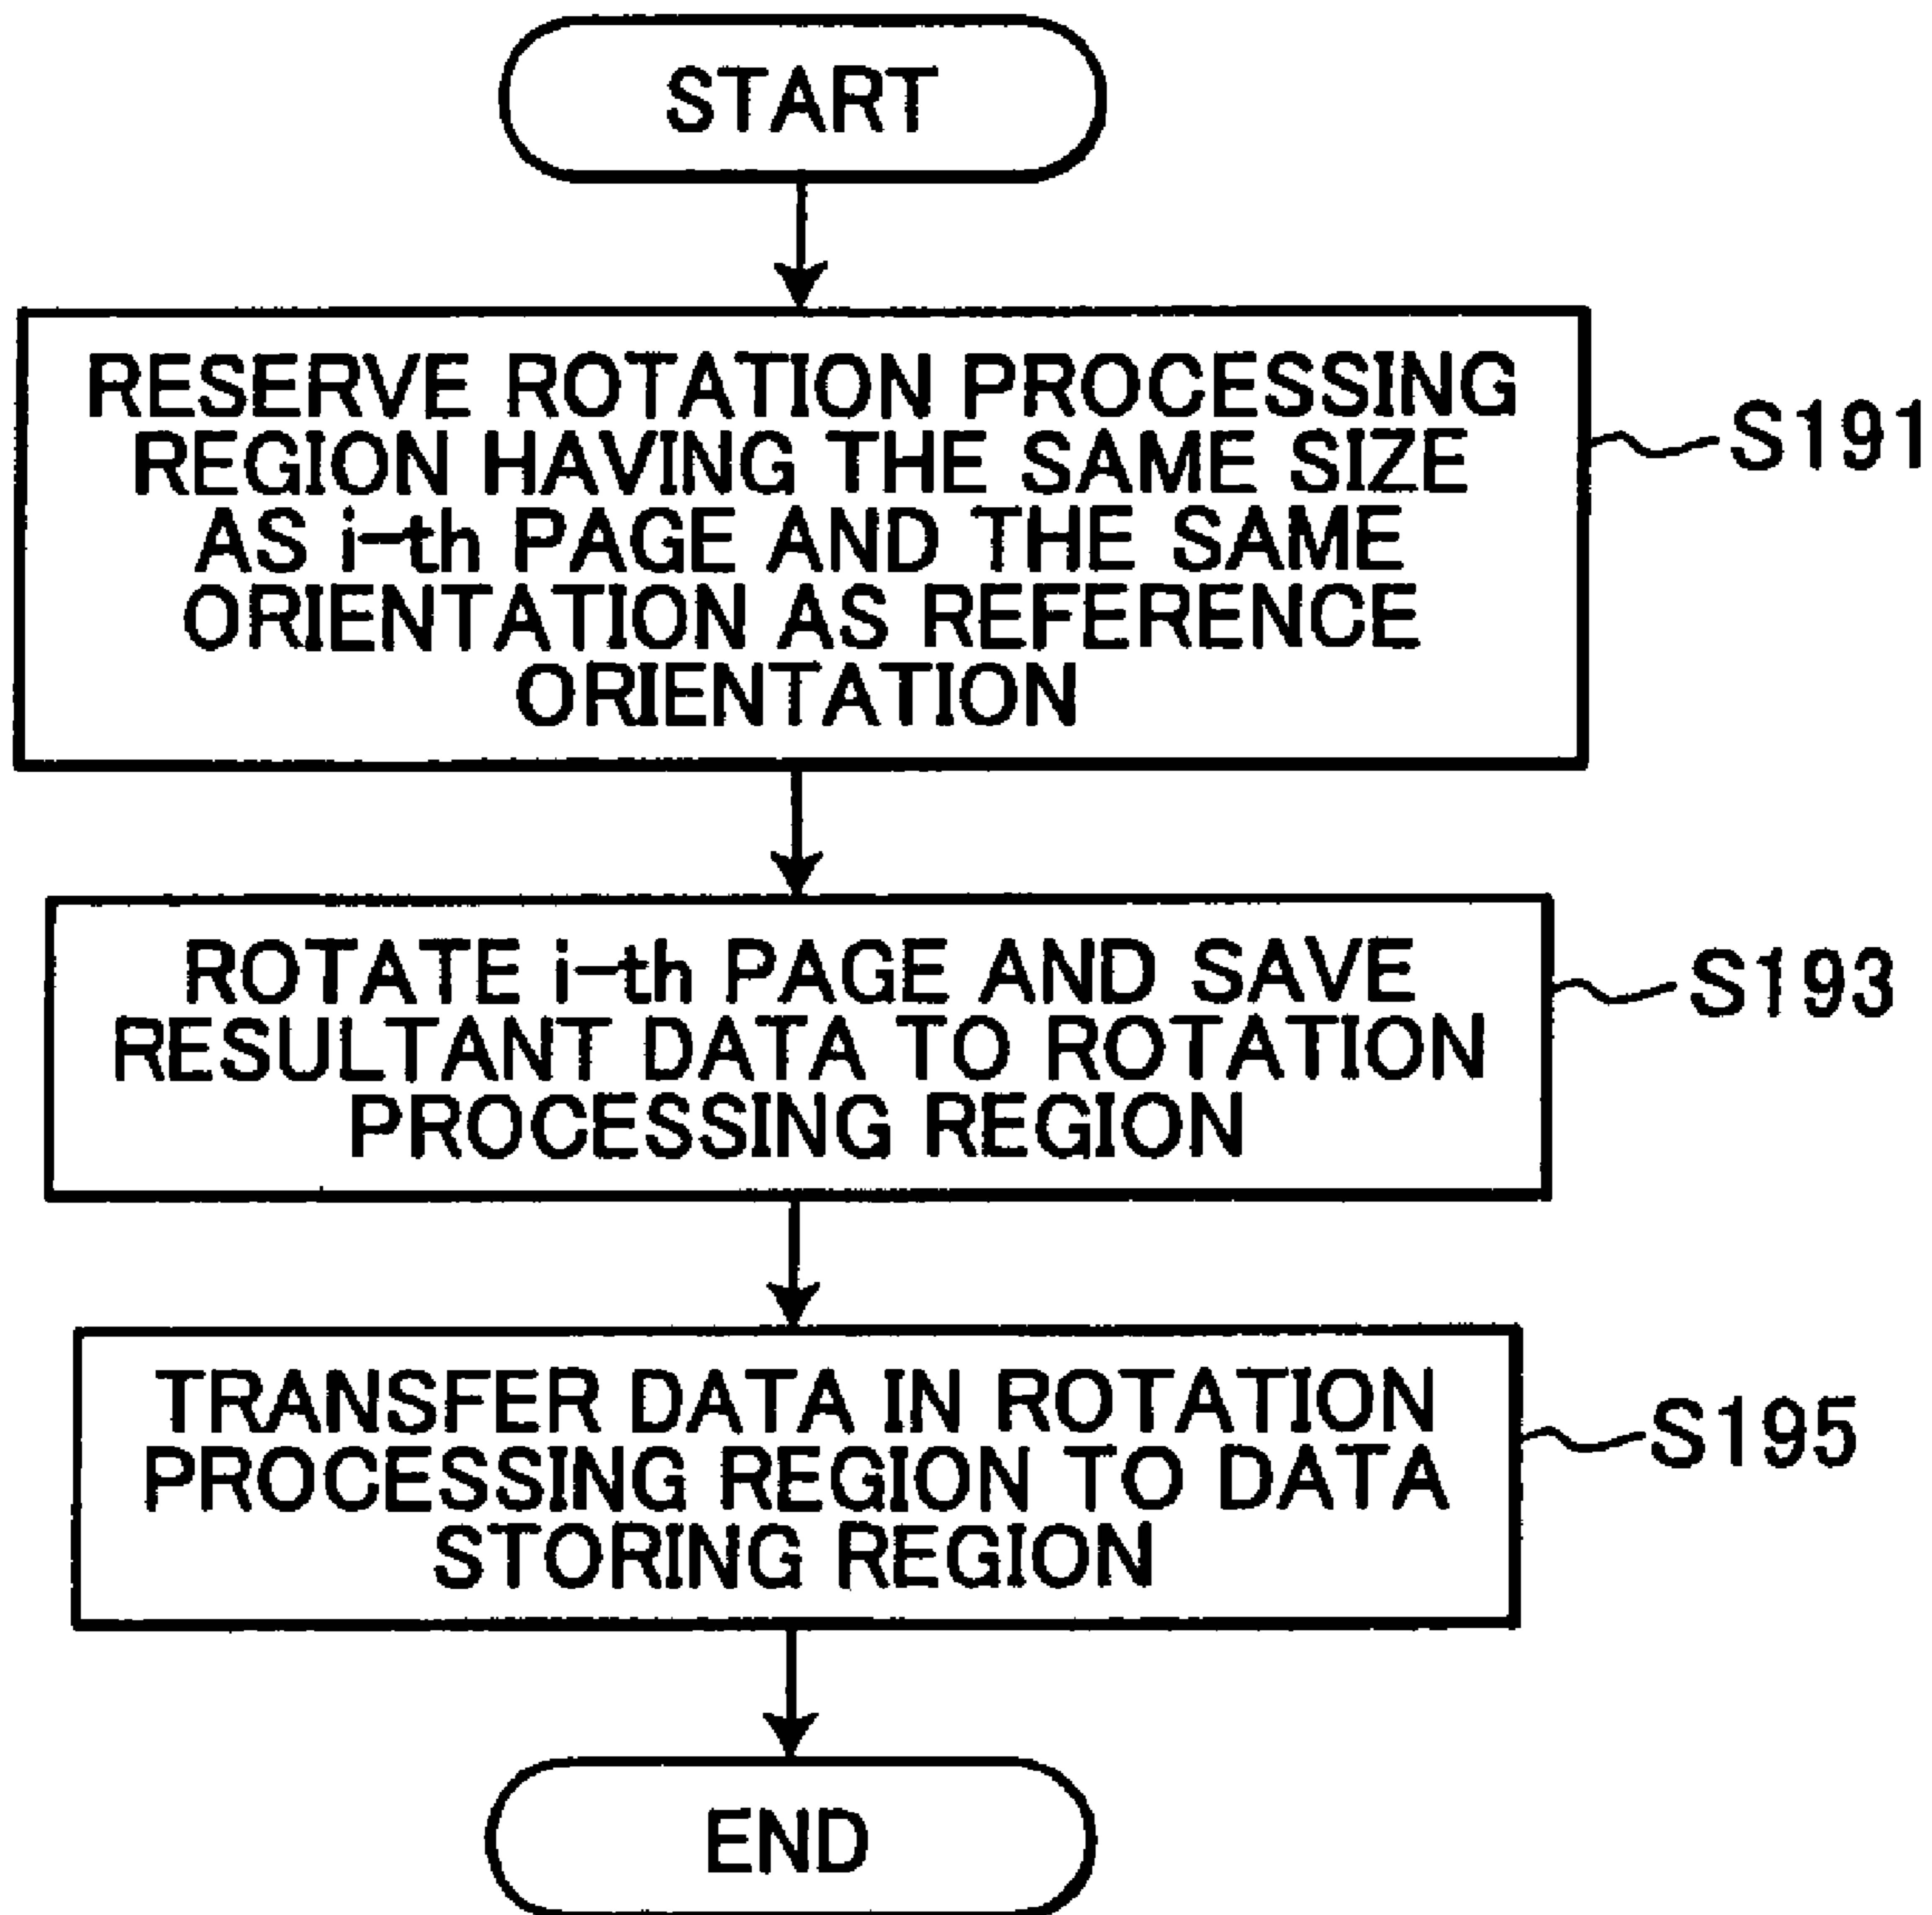 START
RESERVE ROTATION PROCESSING
REGION HAVING THE SAME SIZE
AS i-th PAGE AND THE SAME
ORIENTATION AS REFERENCE
ORIENTATION
S191
ROTATE i-th PAGE AND SAVE
RESULTANT DATA TO ROTATION
PROCESSING REGION
S193
TRANSFER DATA IN ROTATION
PROCESSING REGION TO DATA
STORING REGION
S195
END